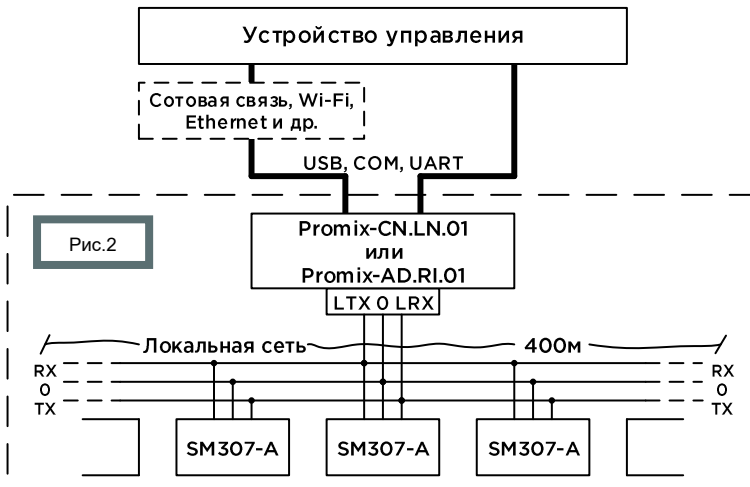 Устройство управления
Сотовая связь, Wi-Fi,
Ethernet и др.
USB, COM, UART
Рис.2
Promix-CN.LN.01
или
Promix-AD.RI.01
LTX 0 LRX
Локальная сеть 400м
RX RX
0 0
TX TX
SM307-A SM307-A SM307-A